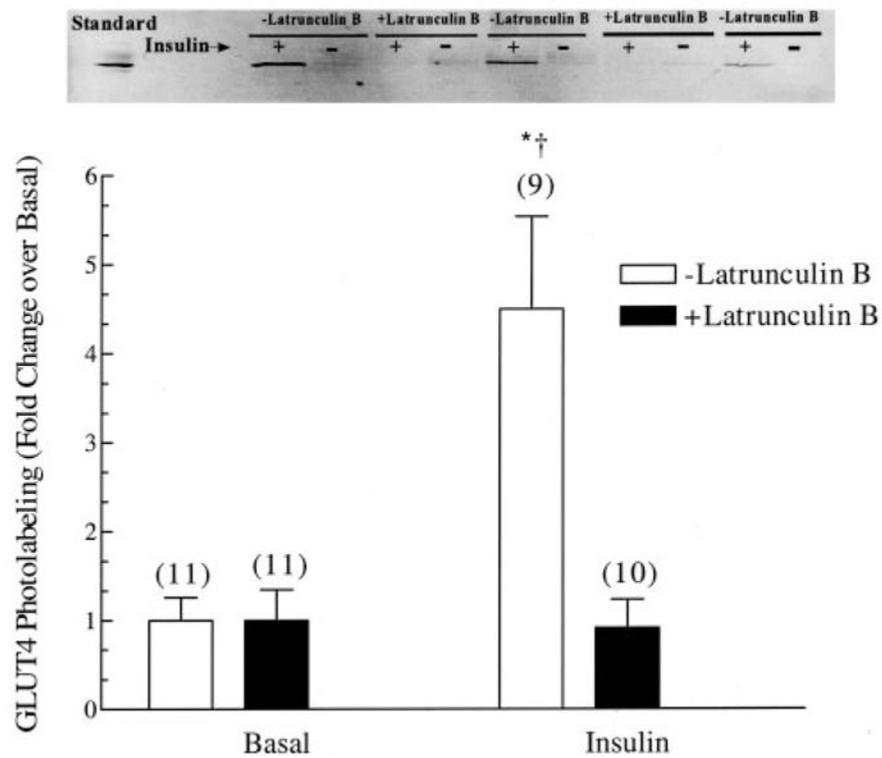 Standard
-Latrunculin B +Latrunculin B -Latrunculin B +Latrunculin B -Latrunculin B
Insulin→ + - + - + - + - + -
*†
(9)
6
5
4
3
2
1
0
GLUT4 Photolabeling (Fold Change over Basal)
-Latrunculin B
+Latrunculin B
(11) (11) (10)
Basal Insulin